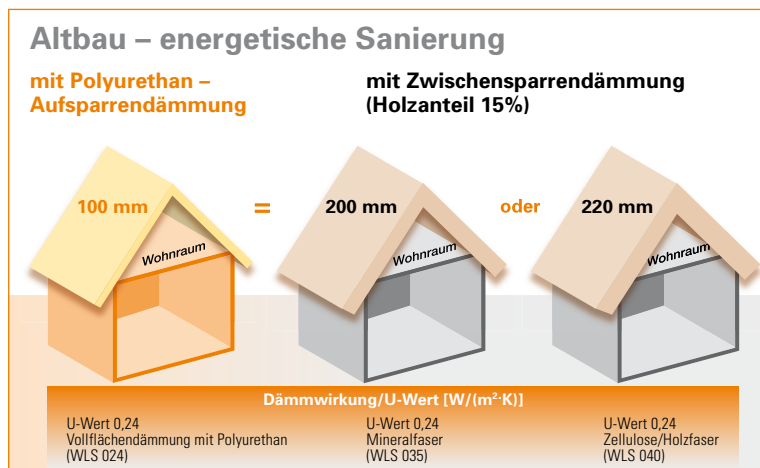 Altbau – energetische Sanierung
mit Polyurethan –
Aufsparrendämmung
mit Zwischensparrendämmung
(Holzanteil 15%)
100 mm
=
200 mm
oder
220 mm
Wohnraum
Wohnraum
Wohnraum
Dämmwirkung/U-Wert [W/(m²·K)]
U-Wert 0,24
Vollflächendämmung mit Polyurethan
(WLS 024)
U-Wert 0,24
Mineralfaser
(WLS 035)
U-Wert 0,24
Zellulose/Holzfaser
(WLS 040)